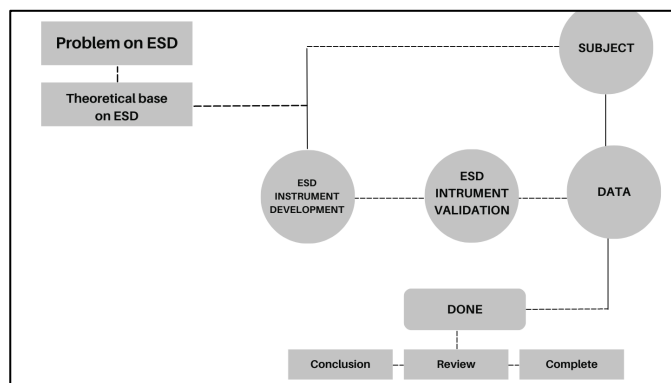 Problem on ESD
SUBJECT
Theoretical base
on ESD
ESD
INSTRUMENT
DEVELOPMENT
ESD
INTRUMENT
VALIDATION
DATA
DONE
Conclusion
Review
Complete